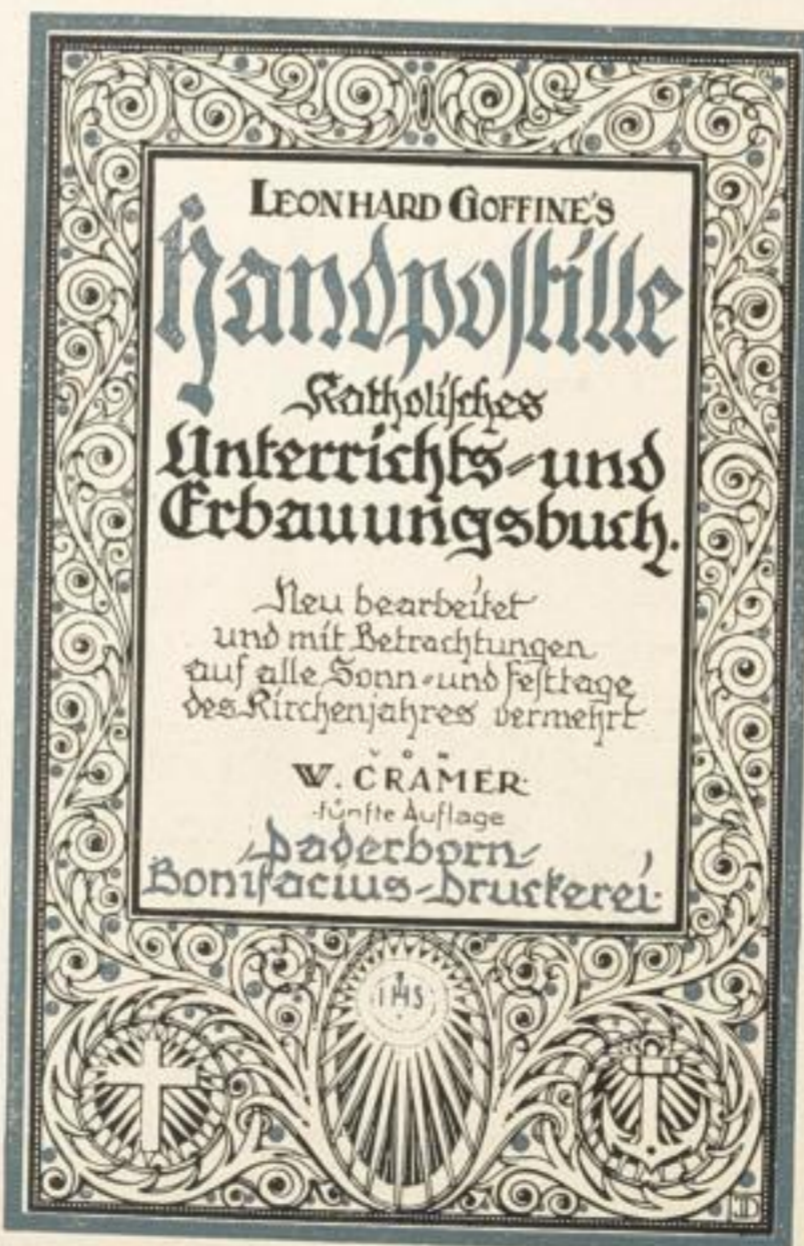 LEONHARD GOFFINE'S
Handpostille
Katholisches
Unterrichts-und
Erbauungsbuch.
Neu bearbeitet
und mit Betrachtungen
auf alle Sonn-und Festtage
des Kirchenjahres vermehrt
VON
W. CRAMER
fünfte Auflage
Paderborn
Bonifacius-Druckerei
IHS